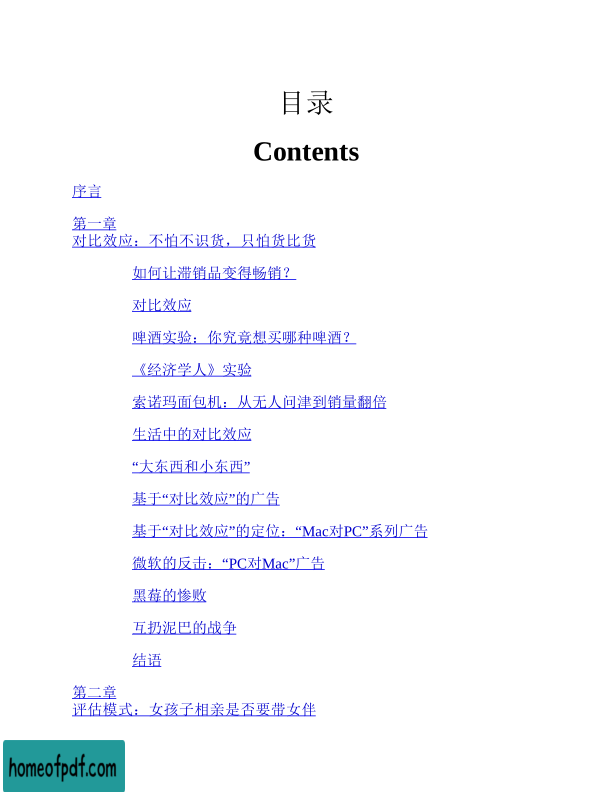 目录
Contents
序言
第一章
对比效应：不怕不识货，只怕货比货
如何让滞销品变得畅销？
对比效应
啤酒实验：你究竟想买哪种啤酒？
《经济学人》实验
索诺玛面包机：从无人问津到销量翻倍
生活中的对比效应
“大东西和小东西”
基于“对比效应”的广告
基于“对比效应”的定位：“Mac对PC”系列广告
微软的反击：“PC对Mac”广告
黑莓的惨败
互扔泥巴的战争
结语
第二章
评估模式：女孩子相亲是否要带女伴
homeofpdf.com